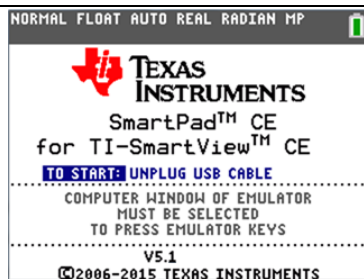 NORMAL FLOAT AUTO REAL RADIAN MP
TEXAS
INSTRUMENTS
SmartPad™ CE
for TI-SmartView™ CE
TO START: UNPLUG USB CABLE
COMPUTER WINDOW OF EMULATOR
MUST BE SELECTED
TO PRESS EMULATOR KEYS
V5.1
©2006-2015 TEXAS INSTRUMENTS